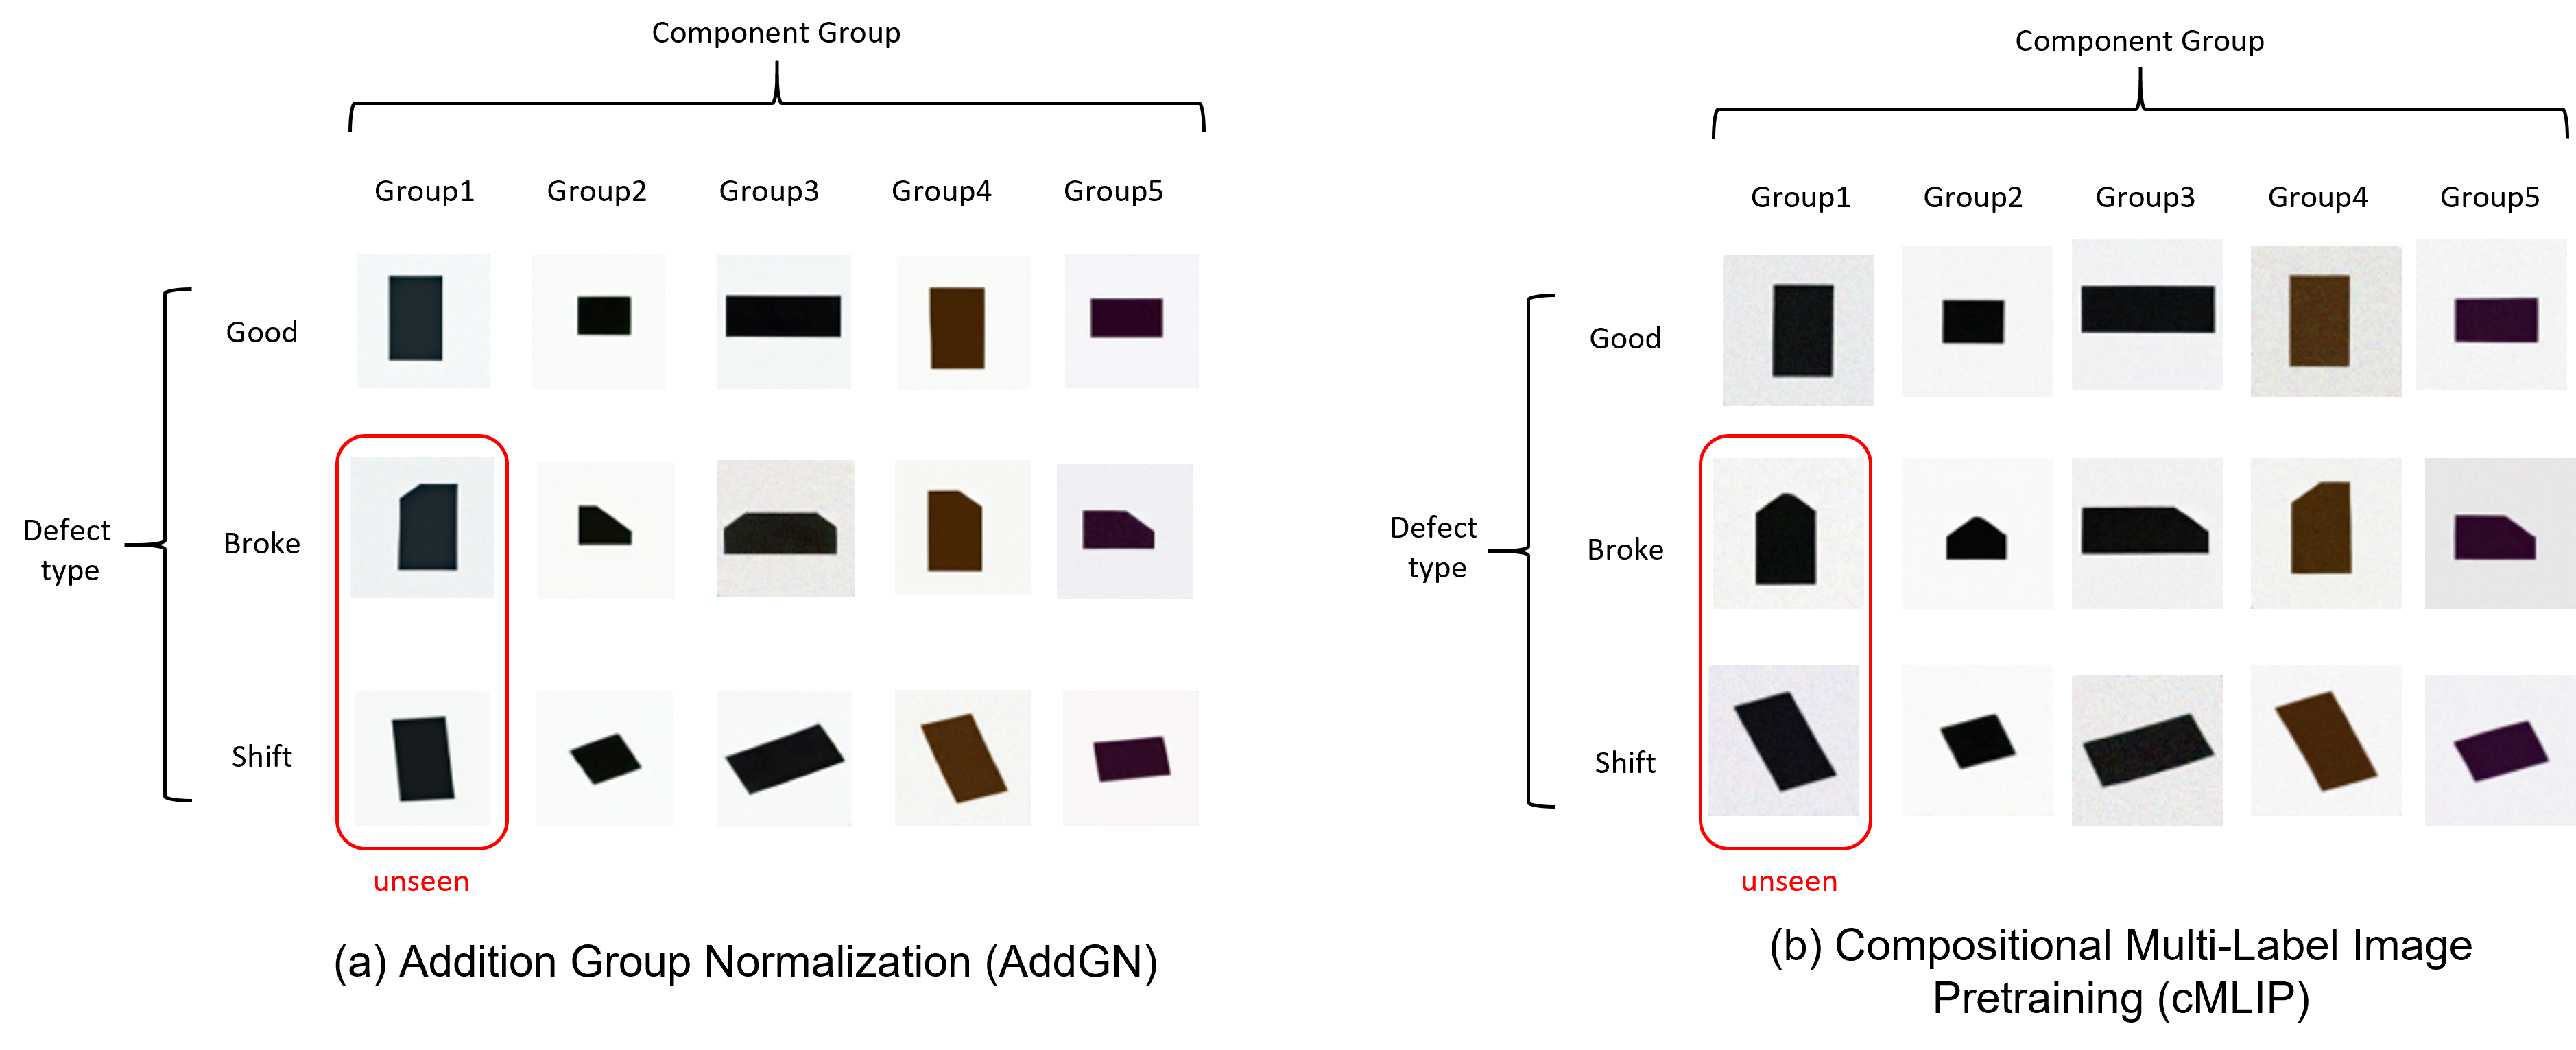 Component Group
Group1 Group2 Group3 Group4 Group5
Good
Broke
Defect
type
Shift
unseen
(a) Addition Group Normalization (AddGN)
Component Group
Group1 Group2 Group3 Group4 Group5
Good
Broke
Defect
type
Shift
unseen
(b) Compositional Multi-Label Image
Pretraining (cMLIP)